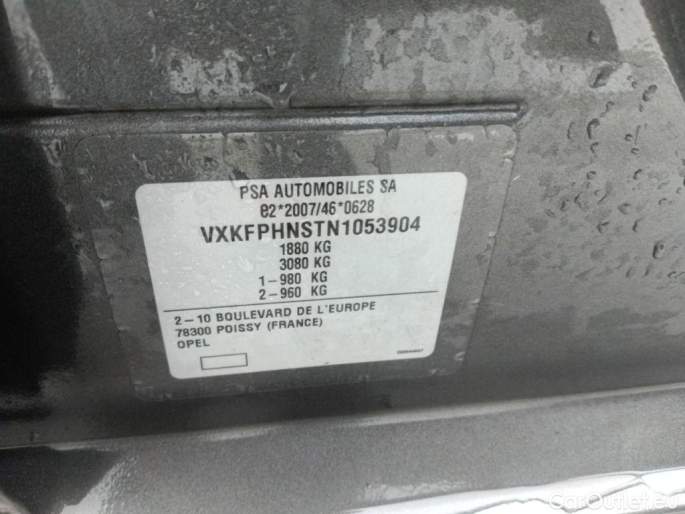 PSA AUTOMOBILES SA
e2*2007/46*0628
VXKFPHNSTN1053904
1880 KG
3080 KG
1-980 KG
2-960 KG
2-10 BOULEVARD DE L'EUROPE
78300 POISSY (FRANCE)
OPEL
CarOutlet.eu